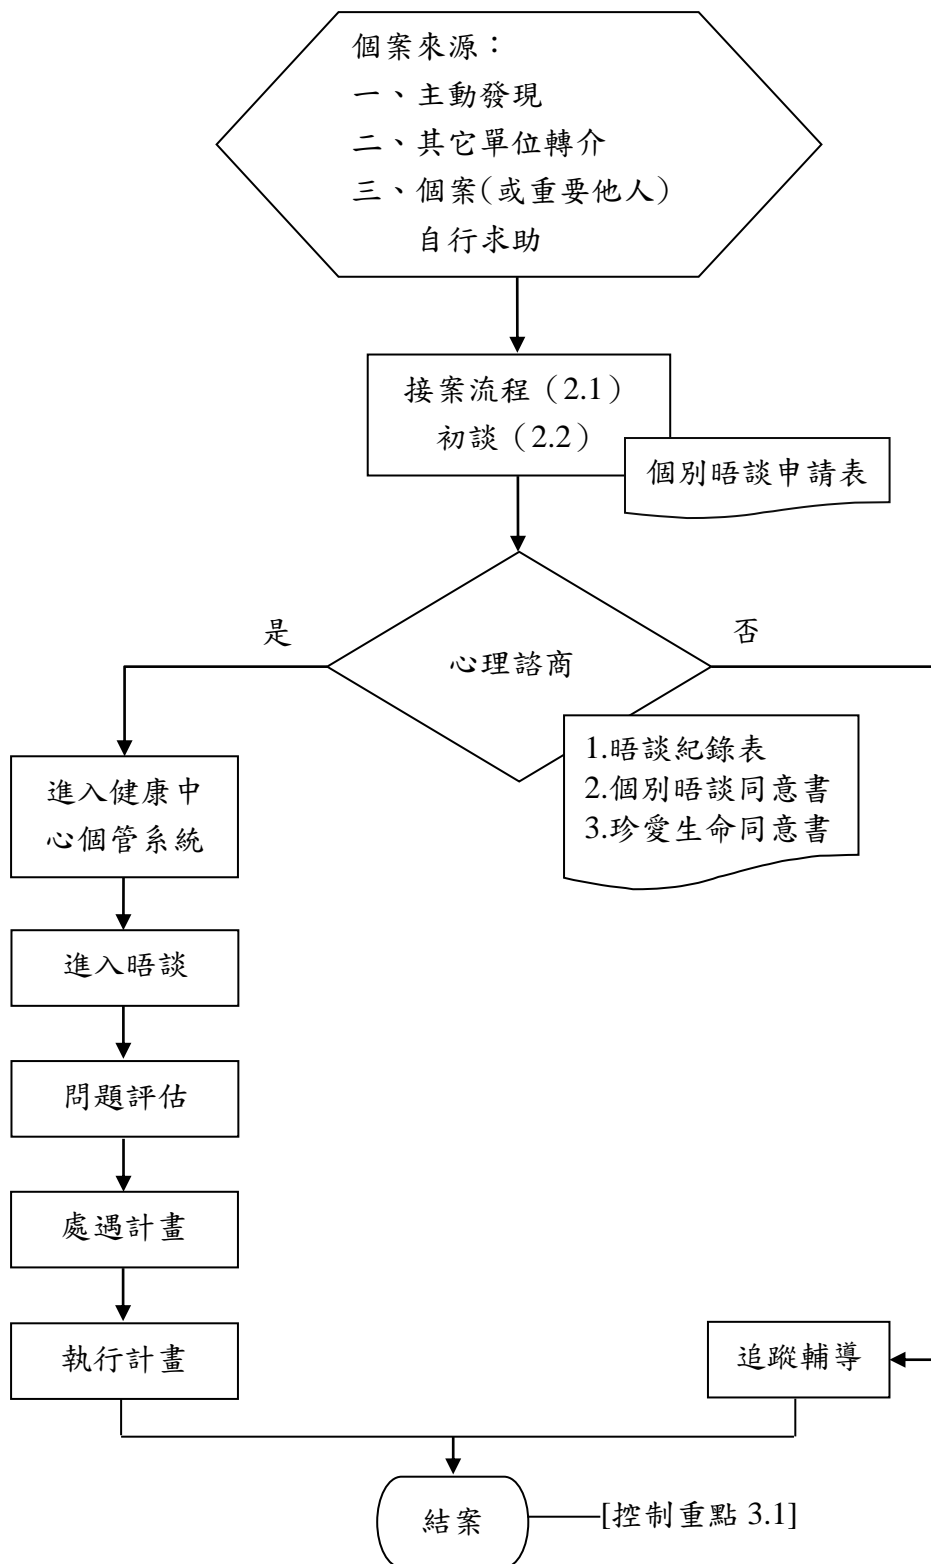 個案來源：
一、主動發現
二、其它單位轉介
三、個案(或重要他人)
自行求助
接案流程（2.1）
初談（2.2）
個別晤談申請表
是
否
心理諮商
1.晤談紀錄表
2.個別晤談同意書
3.珍愛生命同意書
進入健康中
心個管系統
進入晤談
問題評估
處遇計畫
執行計畫
追蹤輔導
結案
[控制重點 3.1]